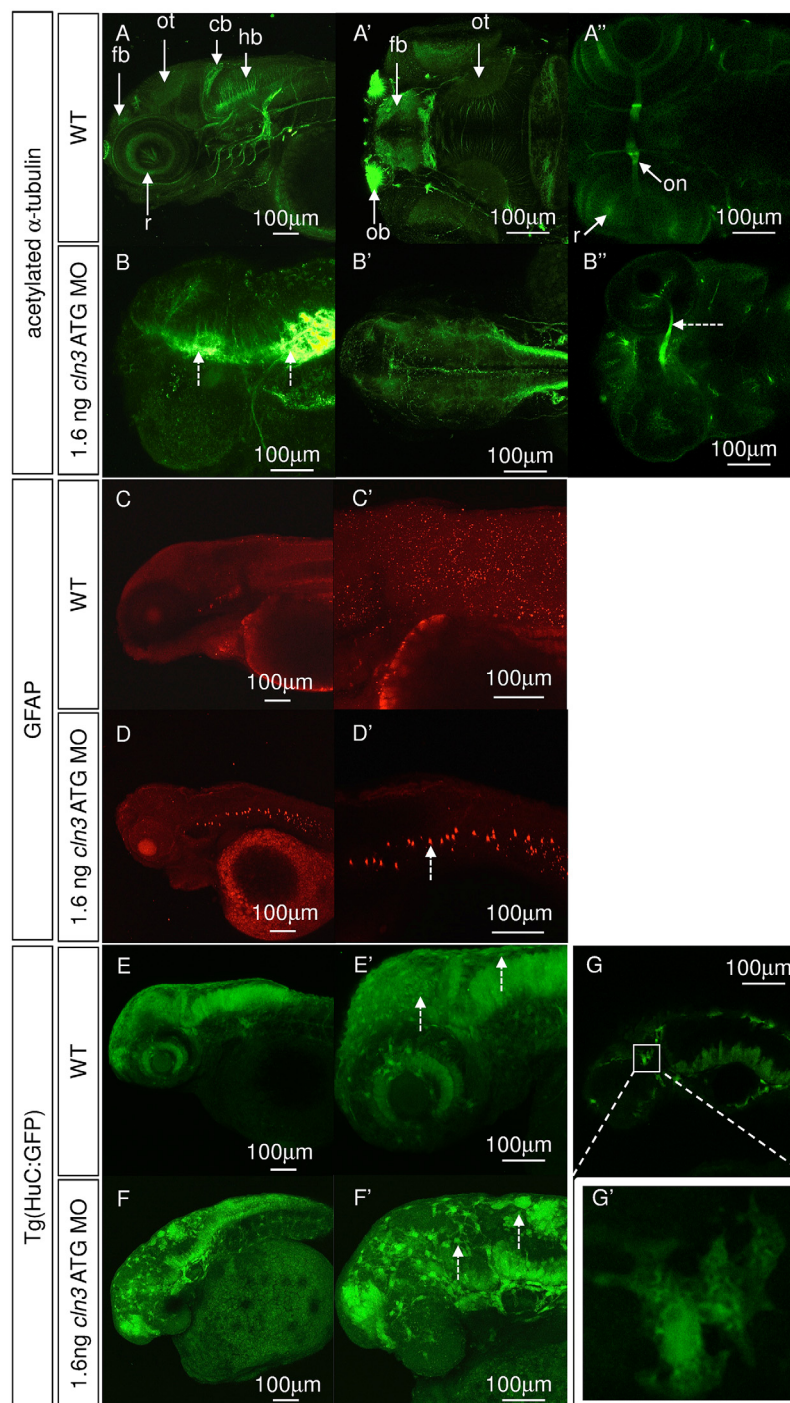 acetylated α-tubulin
WT
A
fb
ot
cb
hb
r
100μm
A'
fb
ot
ob
100μm
A''
on
r
100μm
1.6 ng cln3 ATG MO
B
100μm
B'
100μm
B''
100μm
GFAP
WT
C
100μm
C'
100μm
1.6 ng cln3 ATG MO
D
100μm
D'
100μm
Tg(HuC:GFP)
WT
E
100μm
E'
100μm
G
100μm
1.6ng cln3 ATG MO
F
100μm
F'
100μm
G'